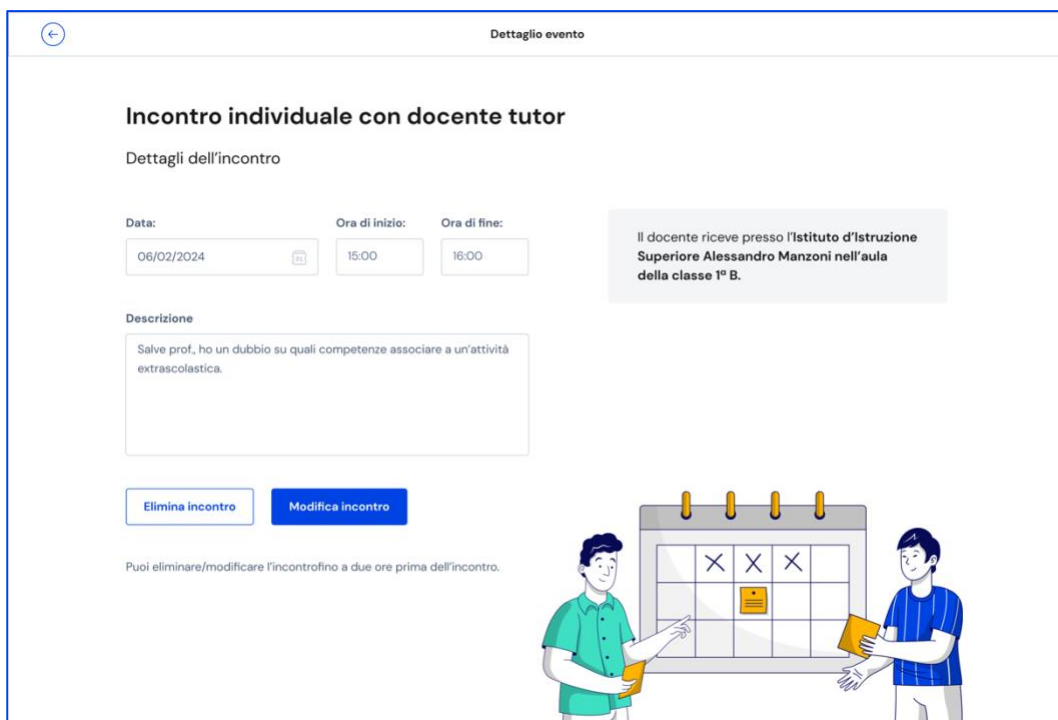 Dettaglio evento
Incontro individuale con docente tutor
Dettagli dell'incontro
Data:
Ora di inizio:
Ora di fine:
06/02/2024
31
15:00
16:00
Il docente riceve presso l'Istituto d'Istruzione
Superiore Alessandro Manzoni nell'aula
della classe 1ª B.
Descrizione
Salve prof., ho un dubbio su quali competenze associare a un'attività
extrascolastica.
Elimina incontro
Modifica incontro
Puoi eliminare/modificare l'incontrofino a due ore prima dell'incontro.